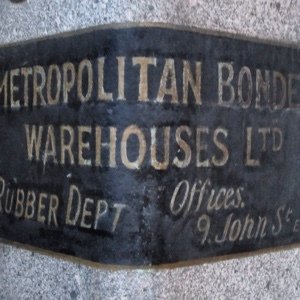 METROPOLITAN BONDE
WAREHOUSES LTD
RUBBER DEPT Offices.
9. John St